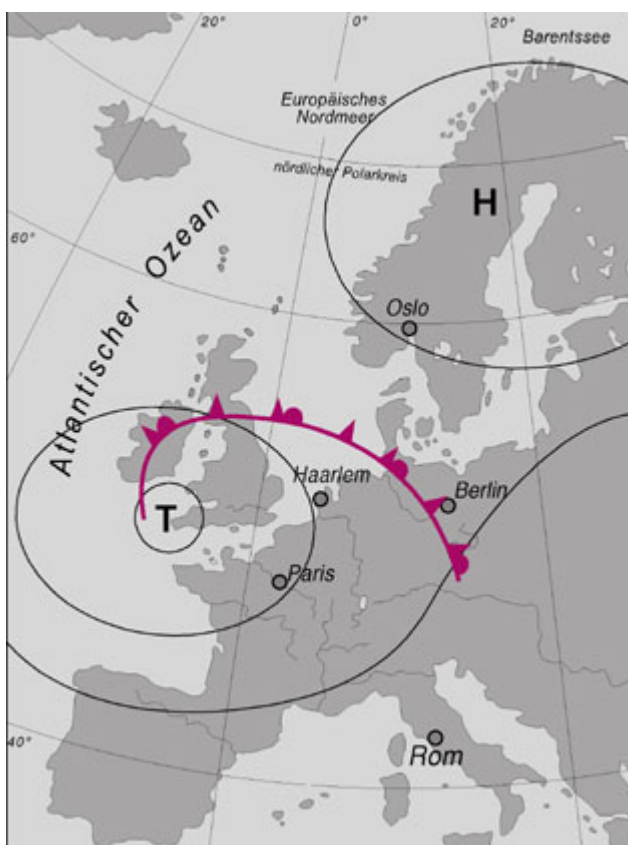 20°
0°
20°
Barentssee
Europäisches
Nordmeer
nördlicher Polarkreis
H
60°
Atlantischer Ozean
Oslo
Haarlem
Berlin
T
Paris
40°
Rom